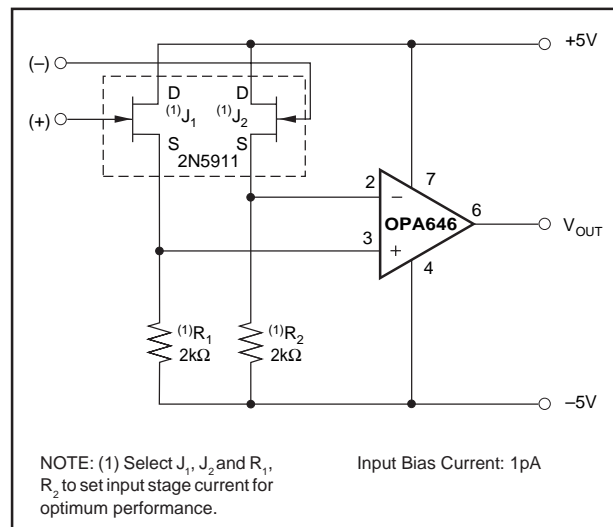 +5V
(–)
D D
(+)
(1)J1 (1)J2
S S
2N5911
2 – 7
OPA646 6
VOUT
3 + 4
(1)R1 (1)R2
2kΩ 2kΩ
–5V
NOTE: (1) Select J1, J2 and R1,
R2 to set input stage current for
optimum performance.
Input Bias Current: 1pA